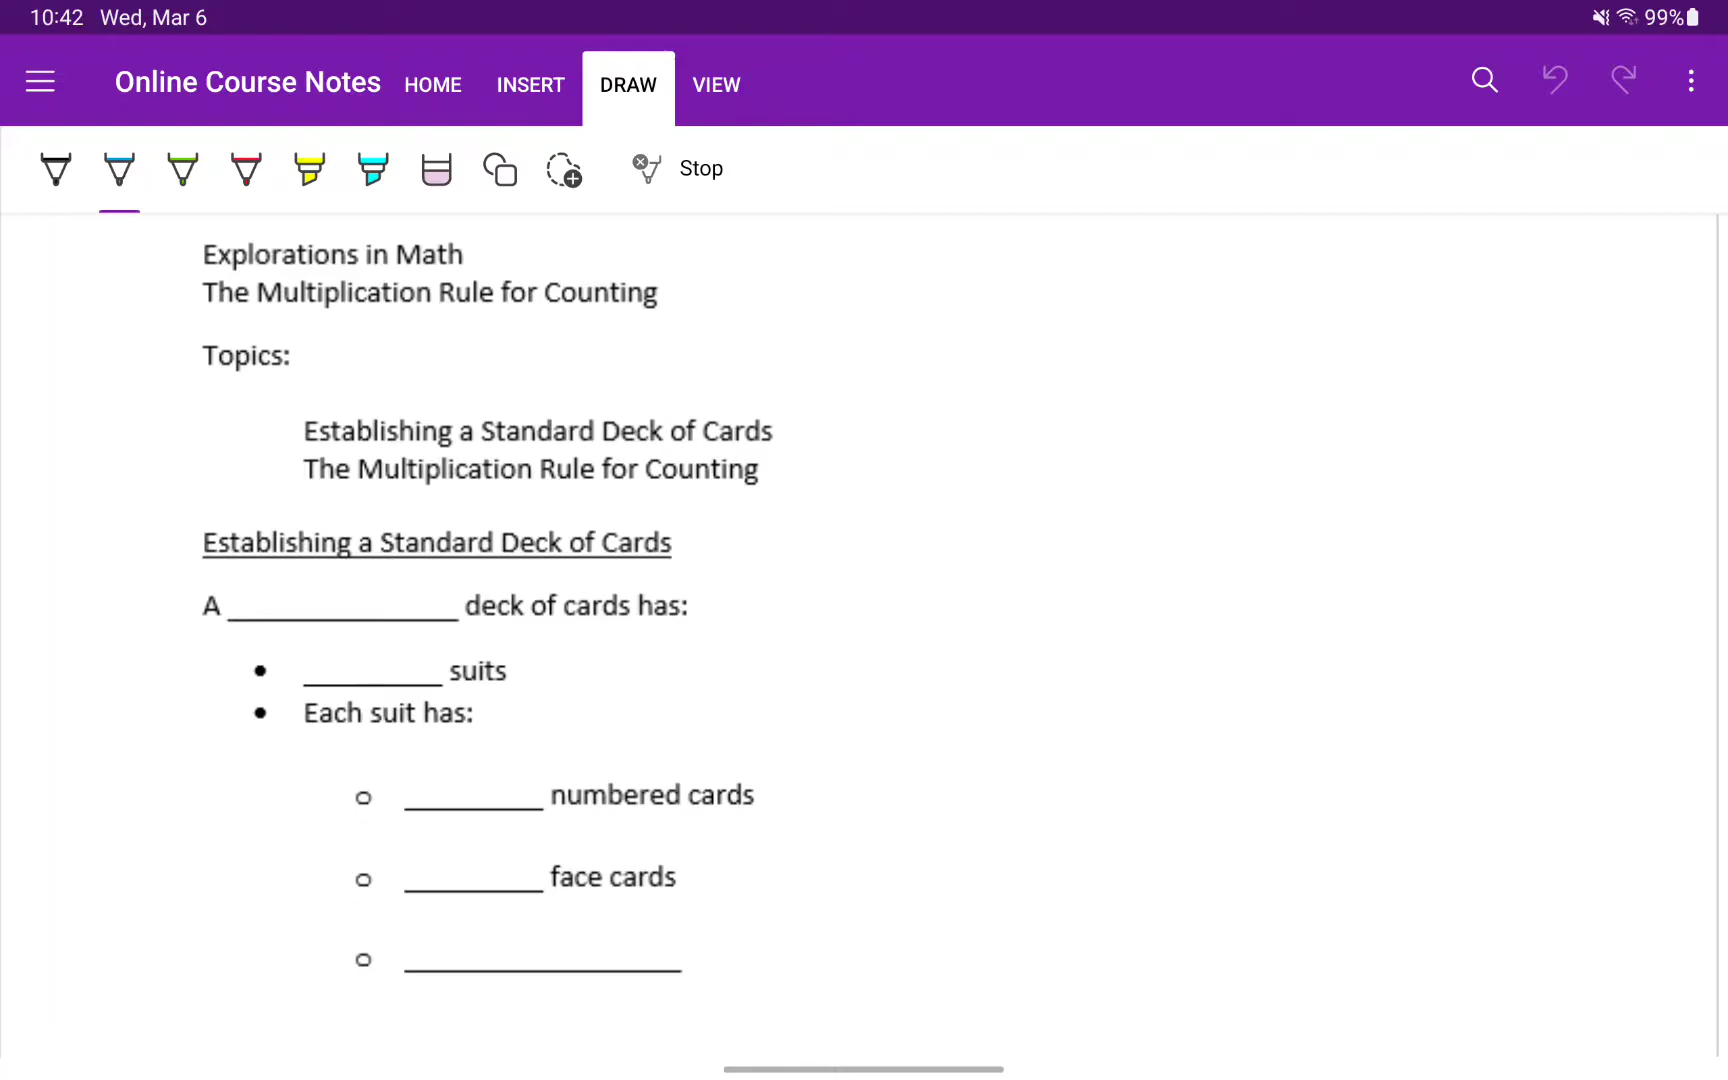 10:42 Wed, Mar 6 99%
Online Course Notes HOME INSERT DRAW VIEW
Stop
Explorations in Math
The Multiplication Rule for Counting
Topics:
Establishing a Standard Deck of Cards
The Multiplication Rule for Counting
Establishing a Standard Deck of Cards
A _______________ deck of cards has:
• _________ suits
• Each suit has:
o _________ numbered cards
o _________ face cards
o __________________